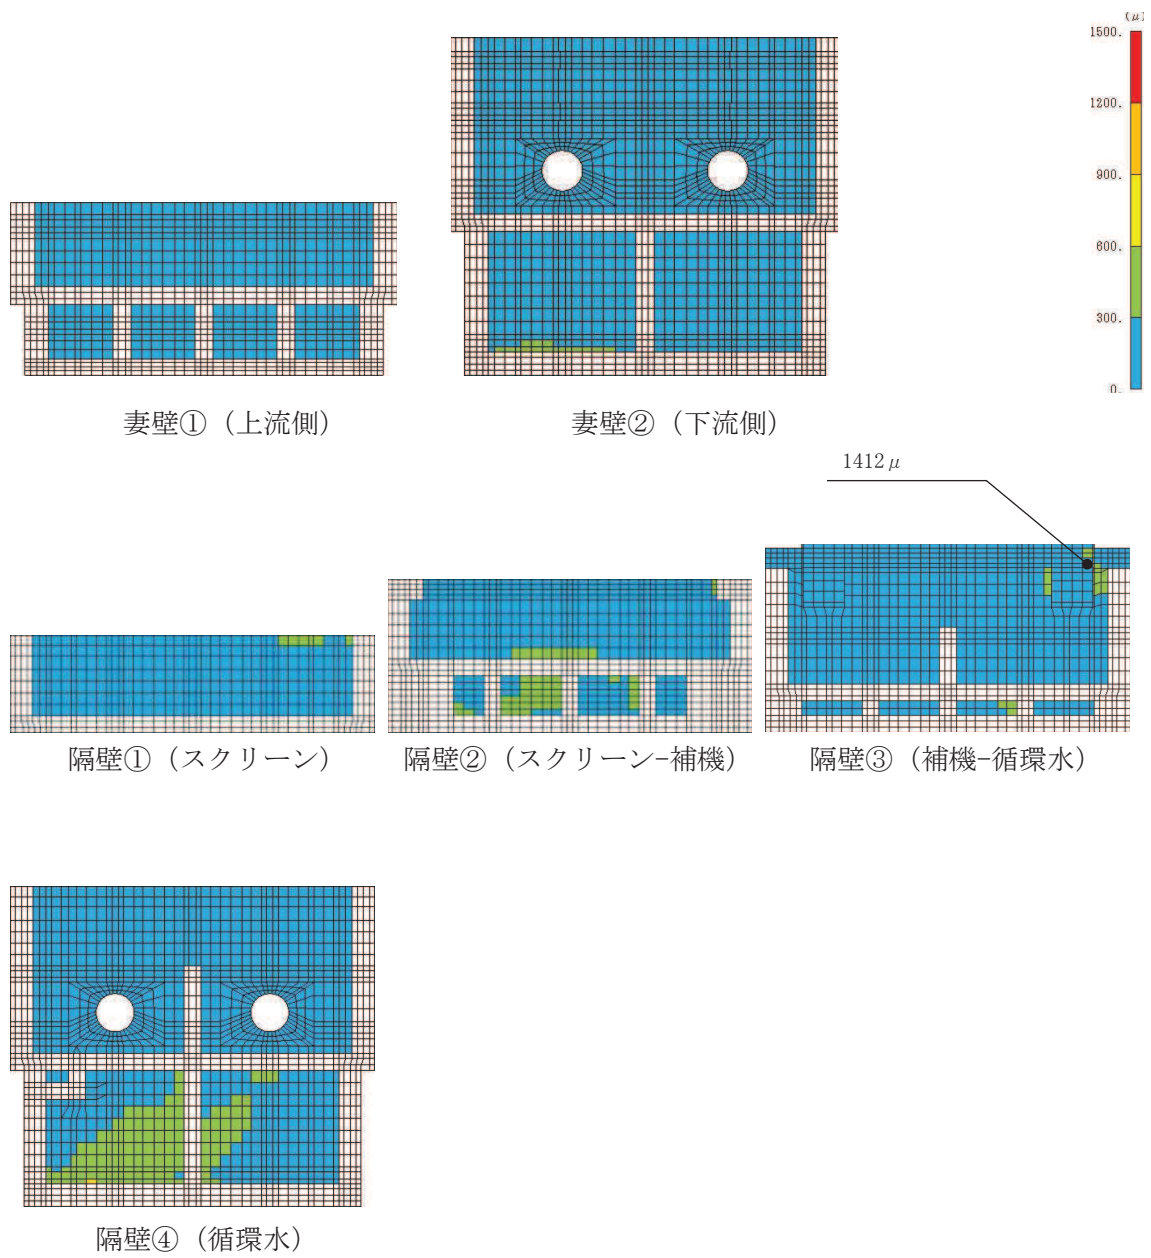 (μ)
1500.
1200.
900.
600.
300.
0.
妻壁①（上流側）
妻壁②（下流側）
1412μ
隔壁①（スクリーン）
隔壁②（スクリーン−補機）
隔壁③（補機−循環水）
隔壁④（循環水）